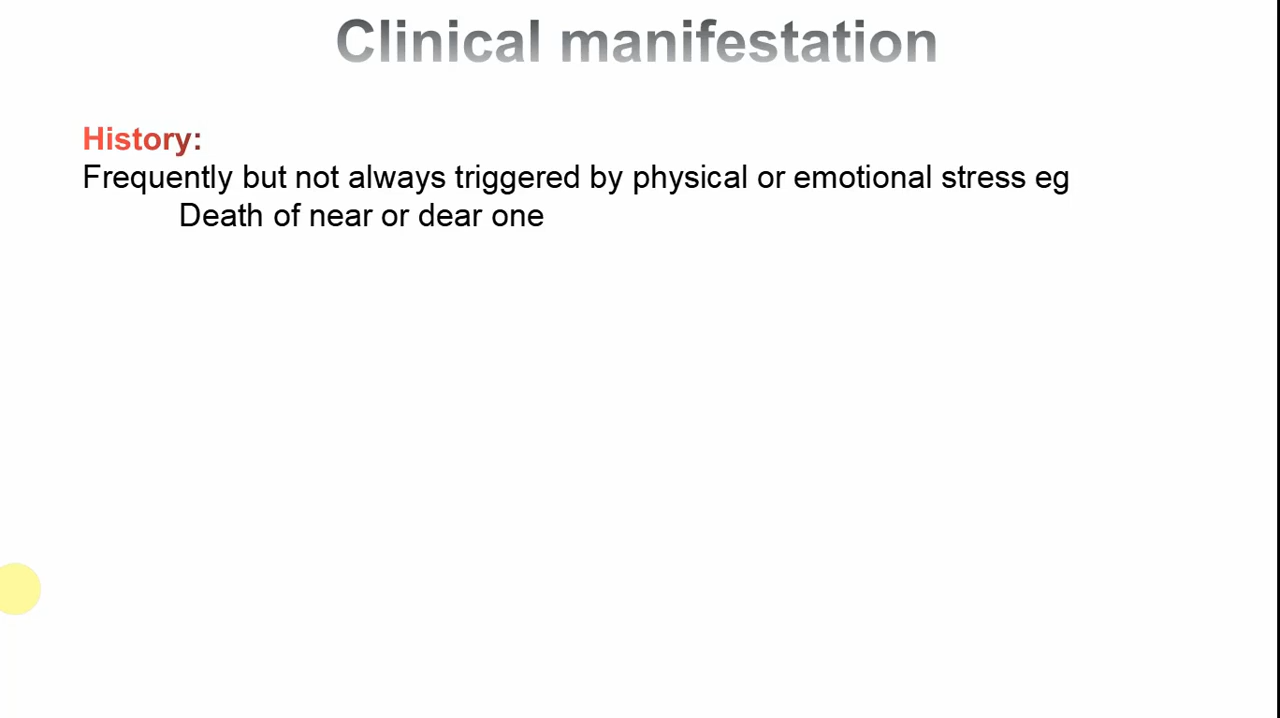 Clinical manifestation
History:
Frequently but not always triggered by physical or emotional stress eg
Death of near or dear one